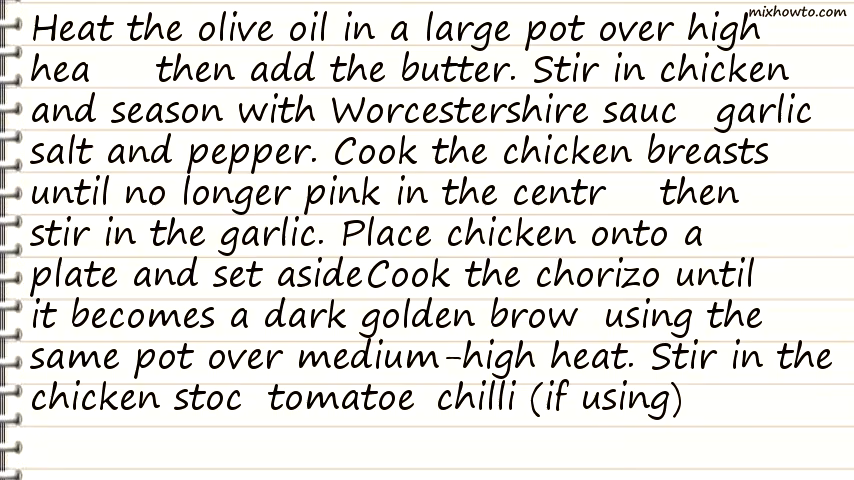 mixhowto.com
Heat the olive oil in a large pot over high
hea then add the butter. Stir in chicken
and season with Worcestershire sauc garlic
salt and pepper. Cook the chicken breasts
until no longer pink in the centr then
stir in the garlic. Place chicken onto a
plate and set asideCook the chorizo until
it becomes a dark golden brow using the
same pot over medium-high heat. Stir in the
chicken stoc tomatoe chilli (if using)